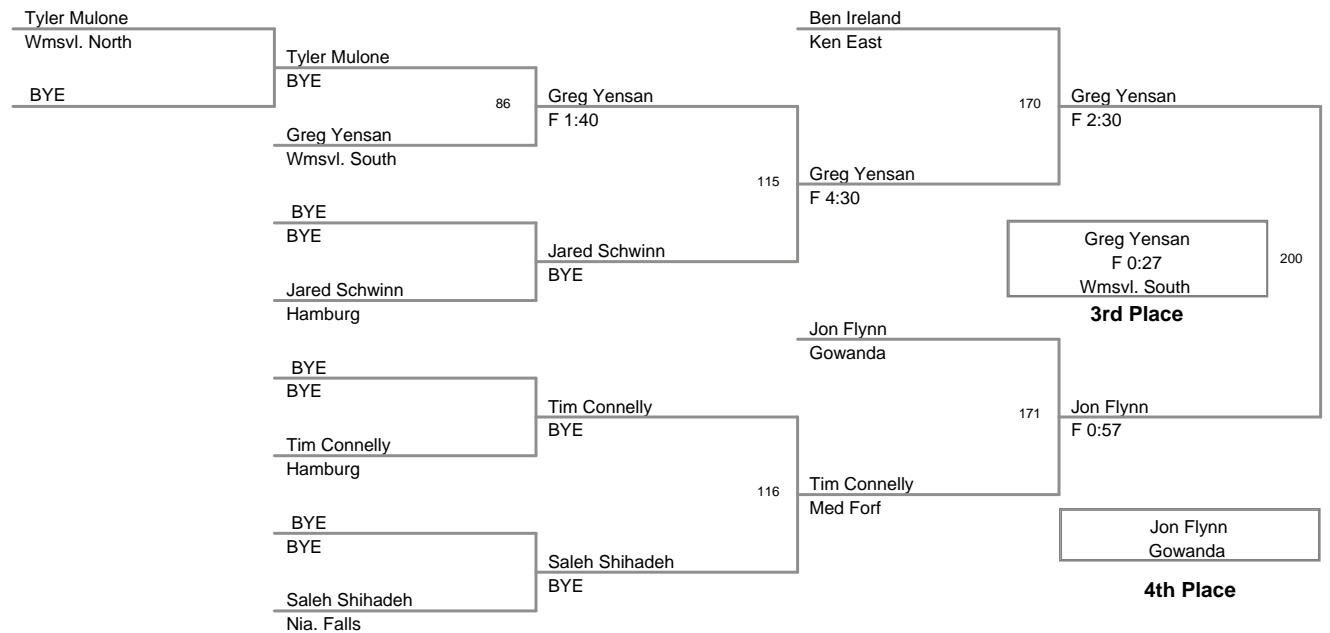 Tyler Mulone
Wmsvl. North
BYE
Tyler Mulone
BYE
86
Greg Yensan
Wmsvl. South
BYE
BYE
Jared Schwinn
Hamburg
BYE
BYE
Tim Connelly
Hamburg
BYE
BYE
Saleh Shihadeh
Nia. Falls
Greg Yensan
F 1:40
115
Jared Schwinn
BYE
Tim Connelly
BYE
116
Saleh Shihadeh
BYE
Ben Ireland
Ken East
170
Greg Yensan
F 4:30
Jon Flynn
Gowanda
171
Tim Connelly
Med Forf
Greg Yensan
F 2:30
Greg Yensan
F 0:27
Wmsvl. South
200
3rd Place
Jon Flynn
F 0:57
Jon Flynn
Gowanda
4th Place